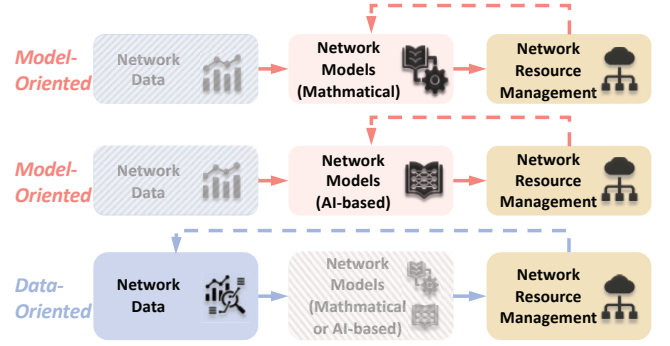 Model-
Oriented
Network
Data
Network
Models
(Mathmatical)
Network
Resource
Management
Model-
Oriented
Network
Data
Network
Models
(AI-based)
Network
Resource
Management
Data-
Oriented
Network
Data
Network
Models
(Mathmatical
or AI-based)
Network
Resource
Management